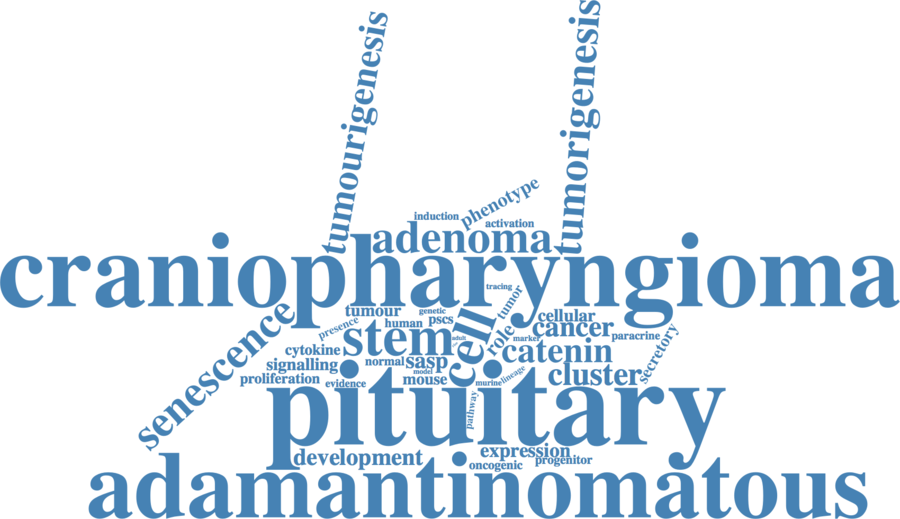 tumourigenesis
tumorigenesis
phenotype
induction
activation
adenoma
craniopharyngioma
tracing
tumor
tumour
genetic
cellular
presence
human
pscs
role
cancer
senescence
stem
adult
cell
marker
paracrine
secretory
cytokine
catenin
signalling
normal
sasp
model
lineage
proliferation
evidence
mouse
murine
cluster
pathway
pituitary
development
expression
oncogenic
progenitor
adamantinomatous